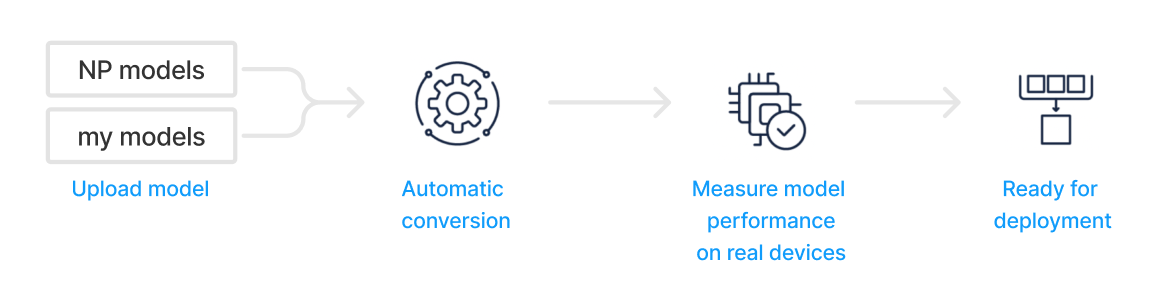 NP models
my models
Upload model
Automatic
conversion
Measure model
performance
on real devices
Ready for
deployment